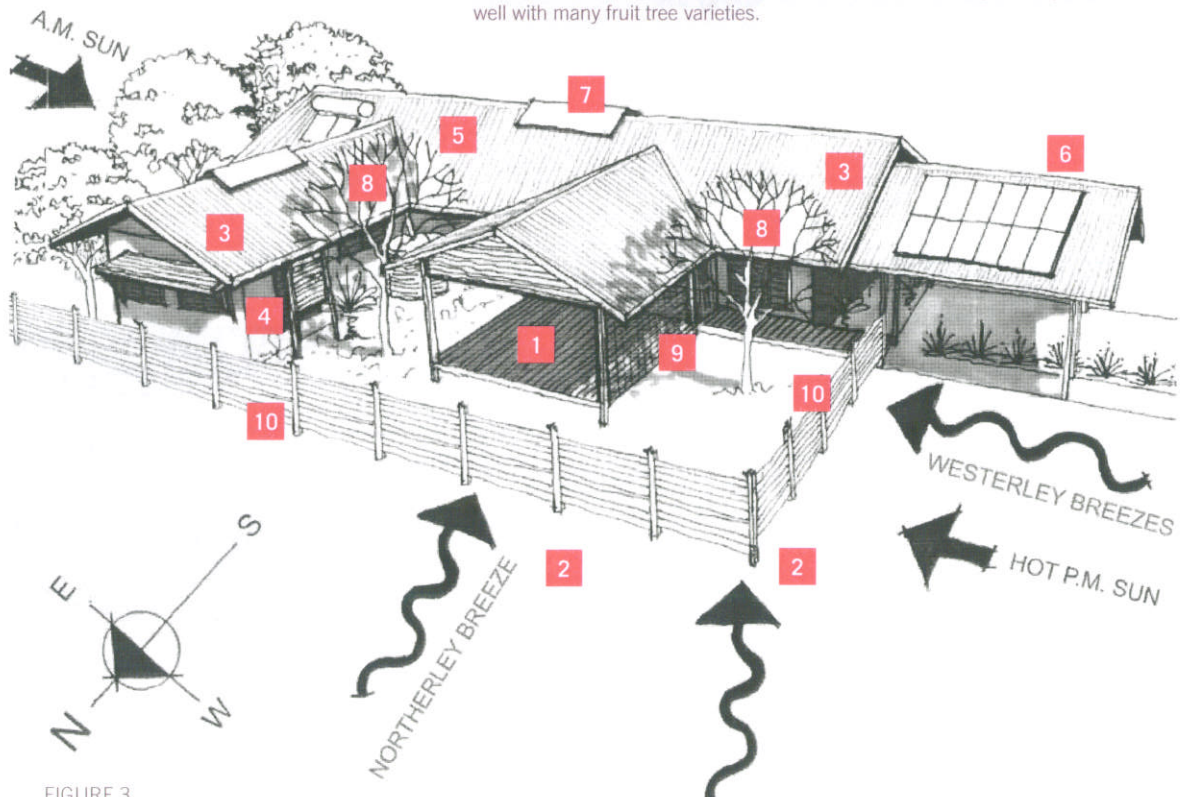 well with many fruit tree varieties.
A.M. SUN
7
5
6
3
8
3
8
4
1
9
10
10
WESTERLEY BREEZES
2
2
HOT P.M. SUN
NORTHERLEY BREEZE
S
E
N
W
FIGURE 3